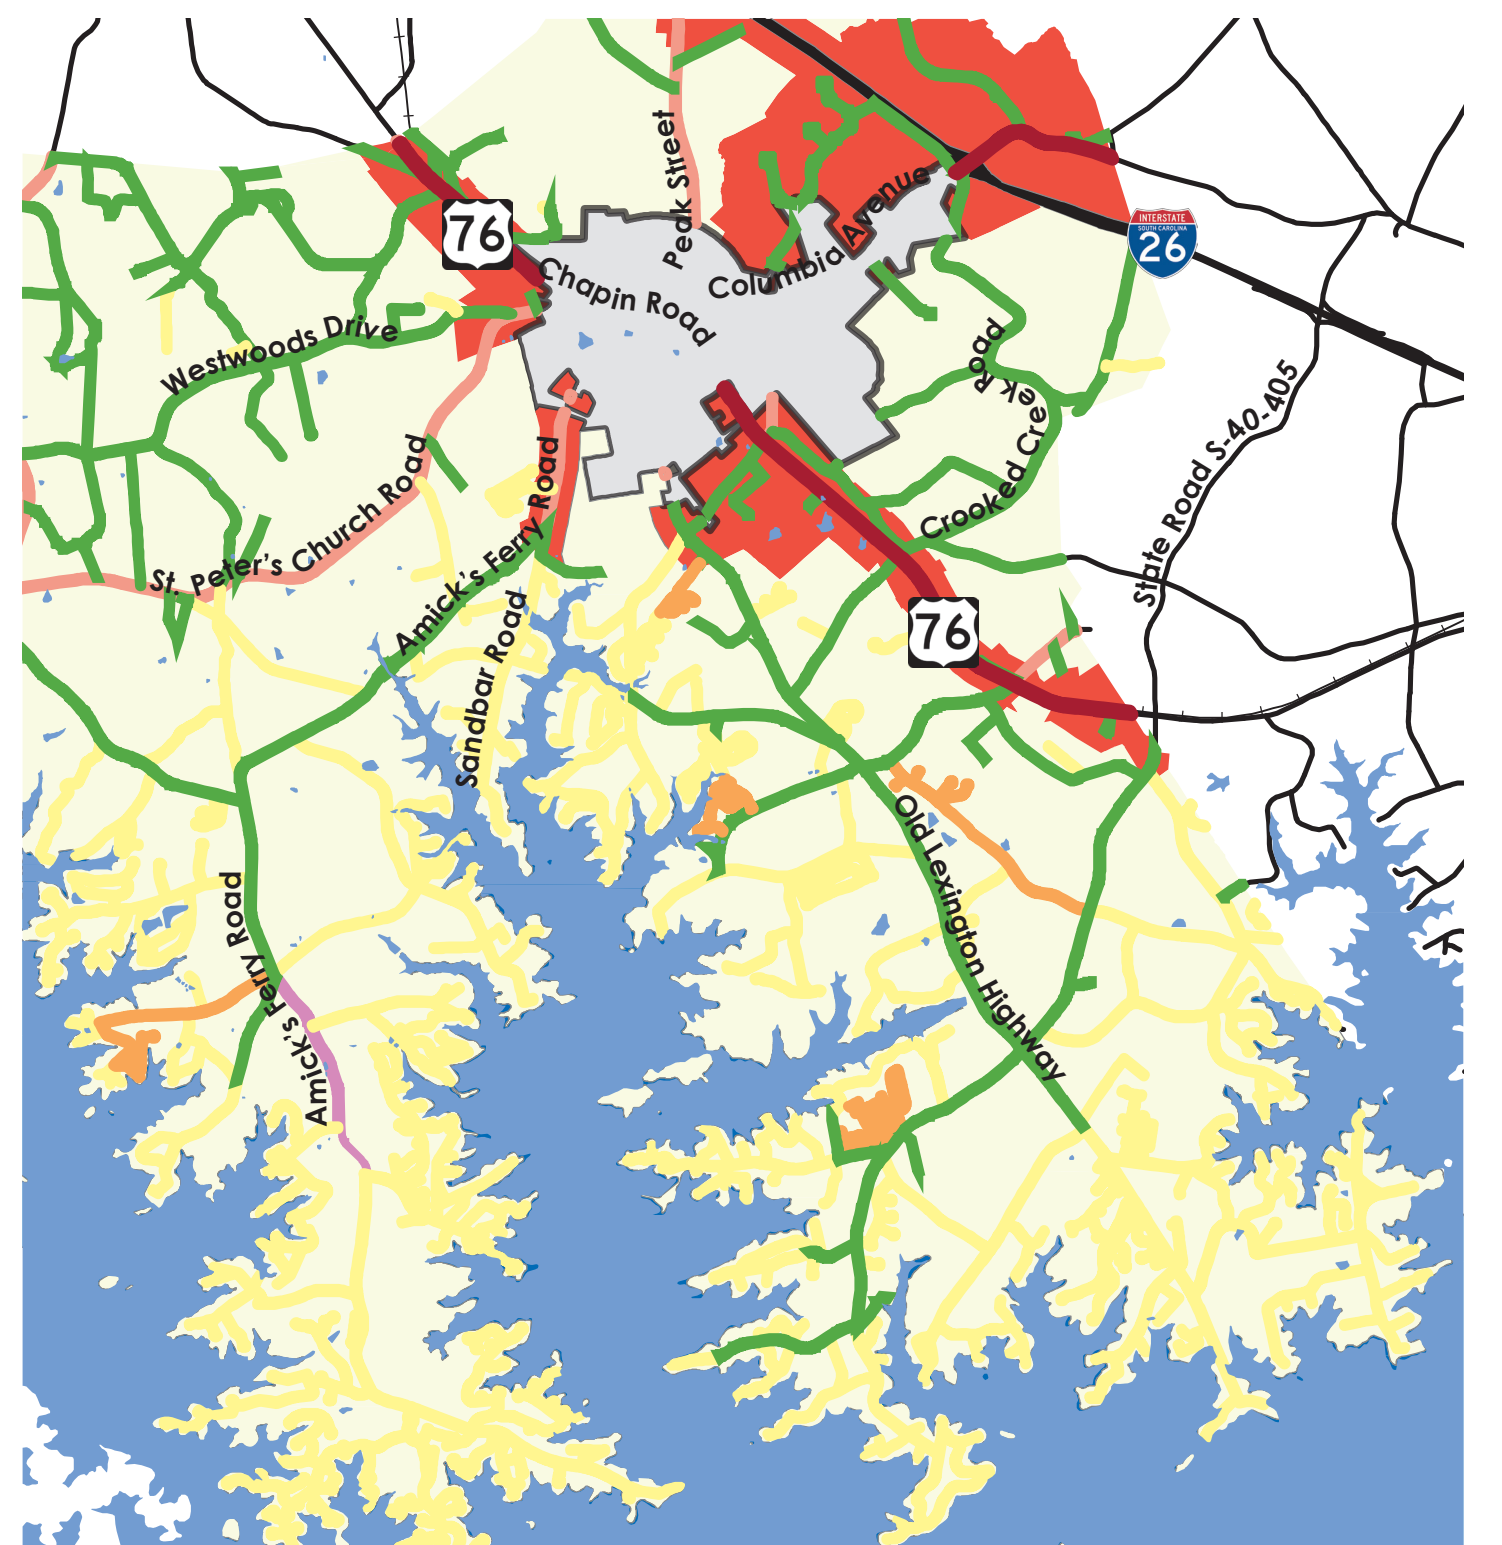 Peak Street
Columbia Avenue
76
Chapin Road
INTERSTATE
SOUTH CAROLINA
26
Westwoods Drive
Crooked Creek Road
State Road S-40-405
St. Peter's Church Road
Amick's Ferry Road
Sandbar Road
76
Old Lexington Highway
Amick's Ferry Road